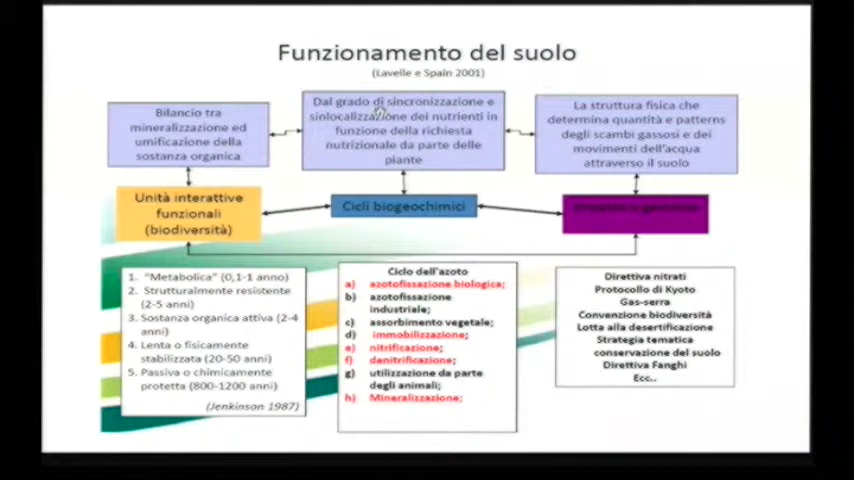 Funzionamento del suolo
(Lavelle e Spain 2001)
Bilancio tra
mineralizzazione ed
umificazione della
sostanza organica
Dal grado di sincronizzazione e
sinlocalizzazione dei nutrienti in
funzione della richiesta
nutrizionale da parte delle
piante
La struttura fisica che
determina quantità e patterns
degli scambi gassosi e dei
movimenti dell'acqua
attraverso il suolo
Unità interattive
funzionali
(biodiversità)
Cicli biogeochimici
1. "Metabolica" (0,1-1 anno)
2. Strutturalmente resistente
(2-5 anni)
3. Sostanza organica attiva (2-4
anni)
4. Lenta o fisicamente
stabilizzata (20-50 anni)
5. Passiva o chimicamente
protetta (800-1200 anni)
(Jenkinson 1987)
Ciclo dell'azoto
a) azotofissazione biologica;
b) azotofissazione
industriale;
c) assorbimento vegetale;
d) immobilizzazione;
e) nitrificazione;
f) denitrificazione;
g) utilizzazione da parte
degli animali;
h) Mineralizzazione;
Direttiva nitrati
Protocollo di Kyoto
Gas-serra
Convenzione biodiversità
Lotta alla desertificazione
Strategia tematica
conservazione del suolo
Direttiva Fanghi
Ecc..